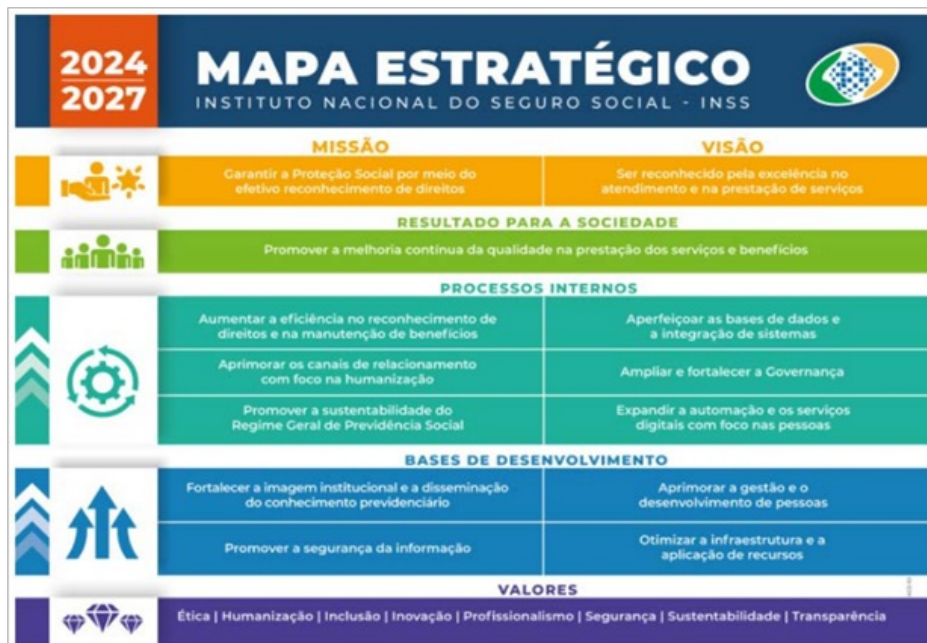 2024
2027
MAPA ESTRATÉGICO
INSTITUTO NACIONAL DO SEGURO SOCIAL - INSS
MISSÃO
Garantir a Proteção Social por meio do
efetivo reconhecimento de direitos
VISÃO
Ser reconhecido pela excelência no
atendimento e na prestação de serviços
RESULTADO PARA A SOCIEDADE
Promover a melhoria contínua da qualidade na prestação dos serviços e benefícios
PROCESSOS INTERNOS
Aumentar a eficiência no reconhecimento de
direitos e na manutenção de benefícios
Aperfeiçoar as bases de dados e
a integração de sistemas
Aprimorar os canais de relacionamento
com foco na humanização
Ampliar e fortalecer a Governança
Promover a sustentabilidade do
Regime Geral de Previdência Social
Expandir a automação e os serviços
digitais com foco nas pessoas
BASES DE DESENVOLVIMENTO
Fortalecer a imagem institucional e a disseminação
do conhecimento previdenciário
Aprimorar a gestão e o
desenvolvimento de pessoas
Promover a segurança da informação
Otimizar a infraestrutura e a
aplicação de recursos
VALORES
Ética | Humanização | Inclusão | Inovação | Profissionalismo | Segurança | Sustentabilidade | Transparência